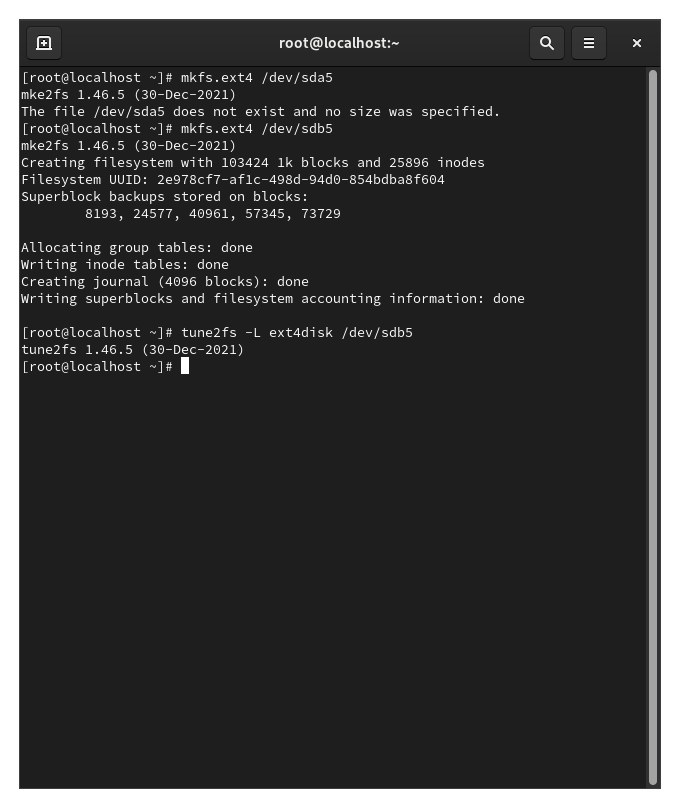 root@localhost:~
[root@localhost ~]# mkfs.ext4 /dev/sda5
mke2fs 1.46.5 (30-Dec-2021)
The file /dev/sda5 does not exist and no size was specified.
[root@localhost ~]# mkfs.ext4 /dev/sdb5
mke2fs 1.46.5 (30-Dec-2021)
Creating filesystem with 103424 1k blocks and 25896 inodes
Filesystem UUID: 2e978cf7-af1c-498d-94d0-854bdba8f604
Superblock backups stored on blocks:
        8193, 24577, 40961, 57345, 73729

Allocating group tables: done
Writing inode tables: done
Creating journal (4096 blocks): done
Writing superblocks and filesystem accounting information: done

[root@localhost ~]# tune2fs -L ext4disk /dev/sdb5
tune2fs 1.46.5 (30-Dec-2021)
[root@localhost ~]#